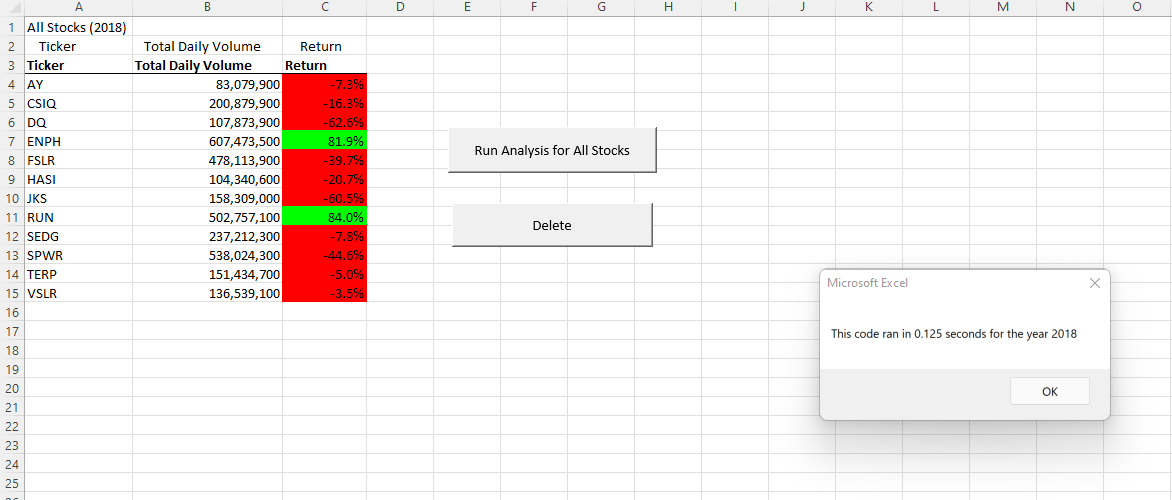 A B C D E F G H I J K L M N O
1 All Stocks (2018)
2 Ticker Total Daily Volume Return
3 Ticker Total Daily Volume Return
4 AY 83,079,900 -7.3%
5 CSIQ 200,879,900 -16.3%
6 DQ 107,873,900 -62.6%
7 ENPH 607,473,500 81.9%
Run Analysis for All Stocks
8 FSLR 478,113,900 -39.7%
9 HASI 104,340,600 -20.7%
10 JKS 158,309,000 -60.5%
11 RUN 502,757,100 84.0%
Delete
12 SEDG 237,212,300 -7.8%
13 SPWR 538,024,300 -44.6%
14 TERP 151,434,700 -5.0%
15 VSLR 136,539,100 -3.5%
16
17
18
19
20
21
22
23
24
25
Microsoft Excel
This code ran in 0.125 seconds for the year 2018
OK